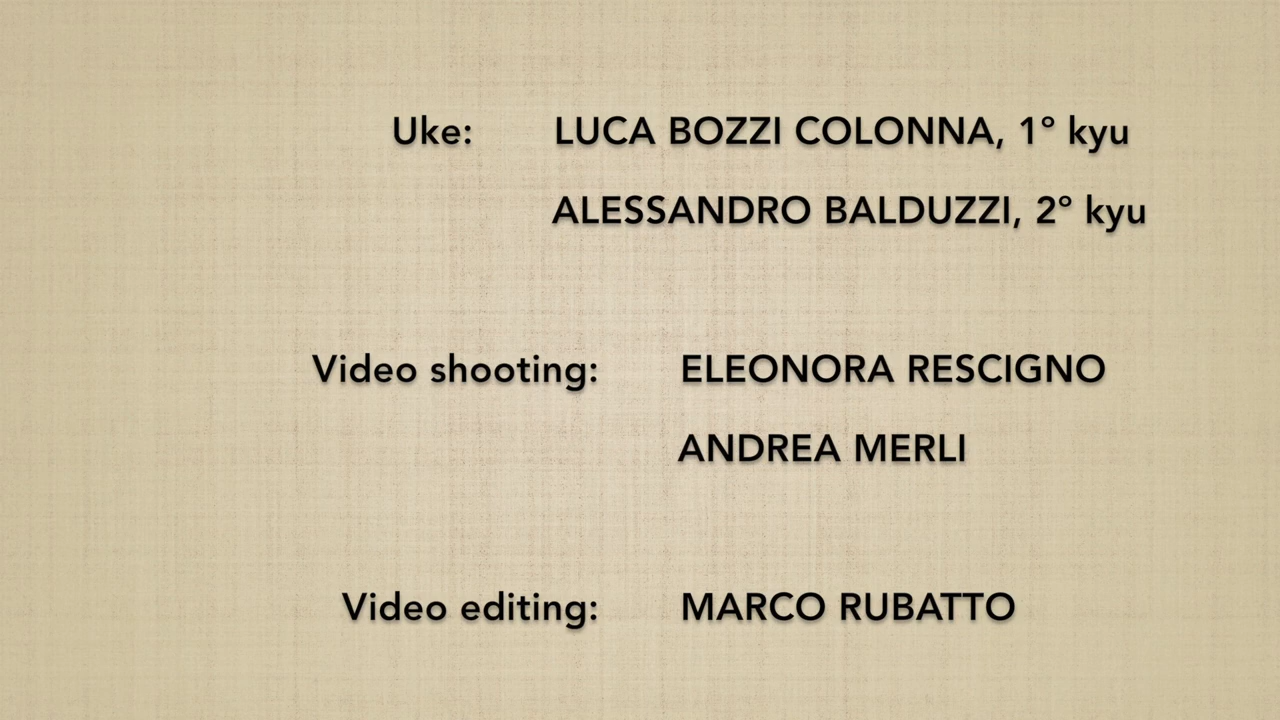 Uke: LUCA BOZZI COLONNA, 1° kyu
ALESSANDRO BALDUZZI, 2° kyu
Video shooting: ELEONORA RESCIGNO
ANDREA MERLI
Video editing: MARCO RUBATTO